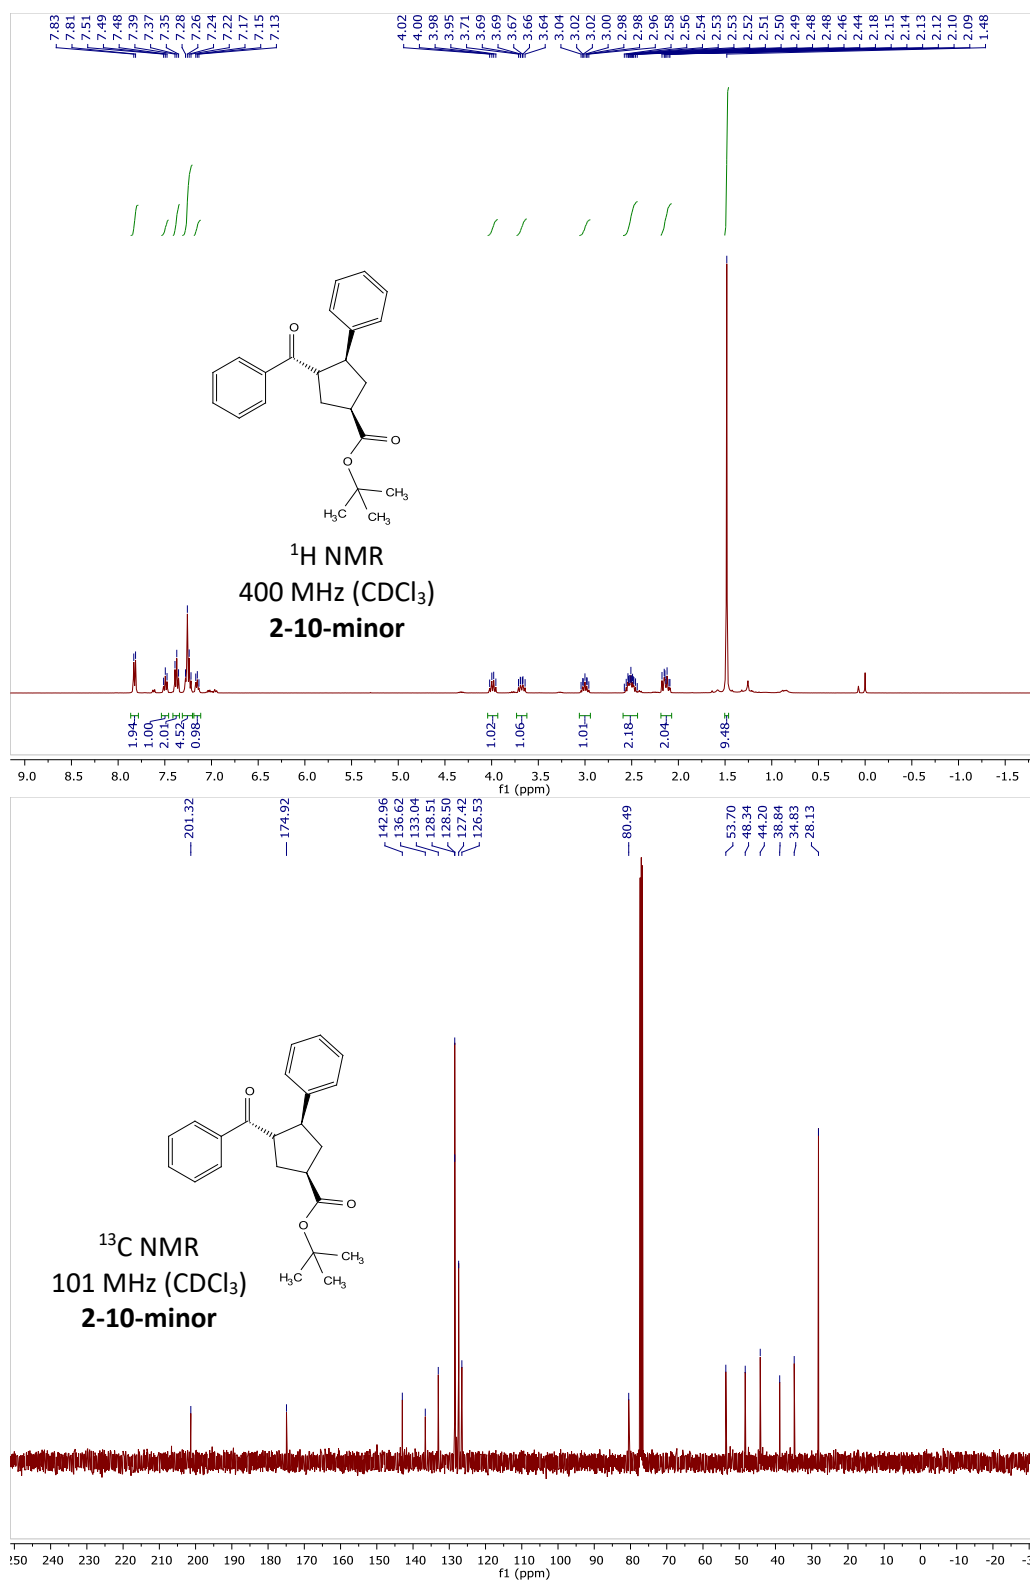 7.83 7.81 7.51 7.49 7.48 7.39 7.37 7.35 7.28 7.26 7.24 7.22 7.17 7.15 7.13 4.02 4.00 3.98 3.95 3.71 3.69 3.69 3.67 3.66 3.64 3.04 3.02 3.02 3.00 2.98 2.98 2.96 2.58 2.56 2.54 2.53 2.53 2.52 2.51 2.50 2.49 2.48 2.48 2.46 2.44 2.18 2.15 2.14 2.13 2.12 2.10 2.09 1.48
O
O
O
CH₃
H₃C
CH₃
¹H NMR
400 MHz (CDCl₃)
2-10-minor
1.94 1.00 2.01 4.52 0.98 1.02 1.06 1.01 2.18 2.04 9.48
9.0 8.5 8.0 7.5 7.0 6.5 6.0 5.5 5.0 4.5 4.0 3.5 3.0 2.5 2.0 1.5 1.0 0.5 0.0 -0.5 -1.0 -1.5
f1 (ppm)
201.32 174.92 142.96 136.62 133.04 128.51 128.50 127.42 126.53 80.49 53.70 48.34 44.20 38.84 34.83 28.13
O
O
O
CH₃
H₃C
CH₃
¹³C NMR
101 MHz (CDCl₃)
2-10-minor
250 240 230 220 210 200 190 180 170 160 150 140 130 120 110 100 90 80 70 60 50 40 30 20 10 0 -10 -20
f1 (ppm)